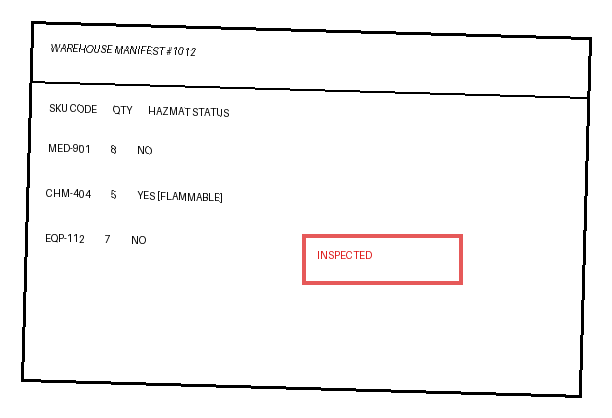 WAREHOUSE MANIFEST #1012
SKU CODE QTY HAZMAT STATUS
MED-901 8 NO
CHM-404 5 YES [FLAMMABLE]
EQP-112 7 NO
INSPECTED